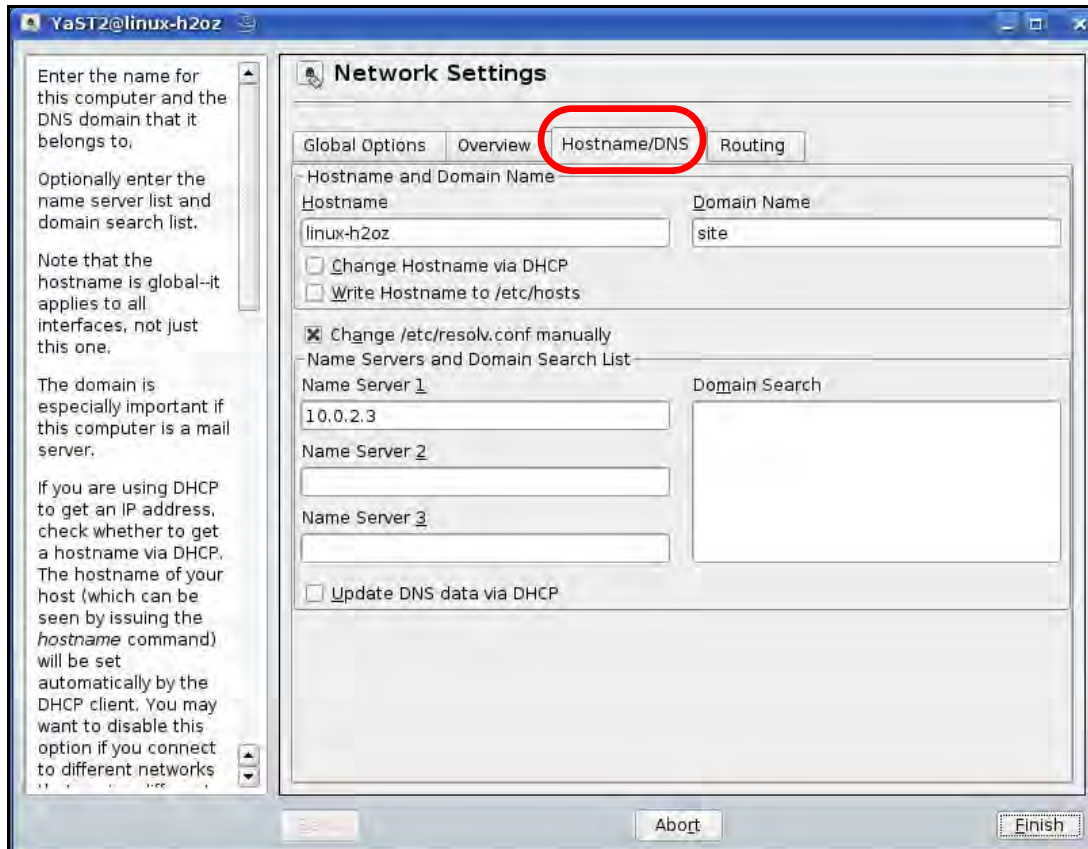 YaST2@linux-h2oz
Enter the name for
this computer and the
DNS domain that it
belongs to.
Optionally enter the
name server list and
domain search list.
Note that the
hostname is global--it
applies to all
interfaces, not just
this one.
The domain is
especially important if
this computer is a mail
server.
If you are using DHCP
to get an IP address,
check whether to get
a hostname via DHCP.
The hostname of your
host (which can be
seen by issuing the
hostname command)
will be set
automatically by the
DHCP client. You may
want to disable this
option if you connect
to different networks
Network Settings
Global Options
Overview
Hostname/DNS
Routing
Hostname and Domain Name
Hostname
Domain Name
linux-h2oz
site
Change Hostname via DHCP
Write Hostname to /etc/hosts
Change /etc/resolv.conf manually
Name Servers and Domain Search List
Name Server 1
Domain Search
10.0.2.3
Name Server 2
Name Server 3
Update DNS data via DHCP
Abort
Finish